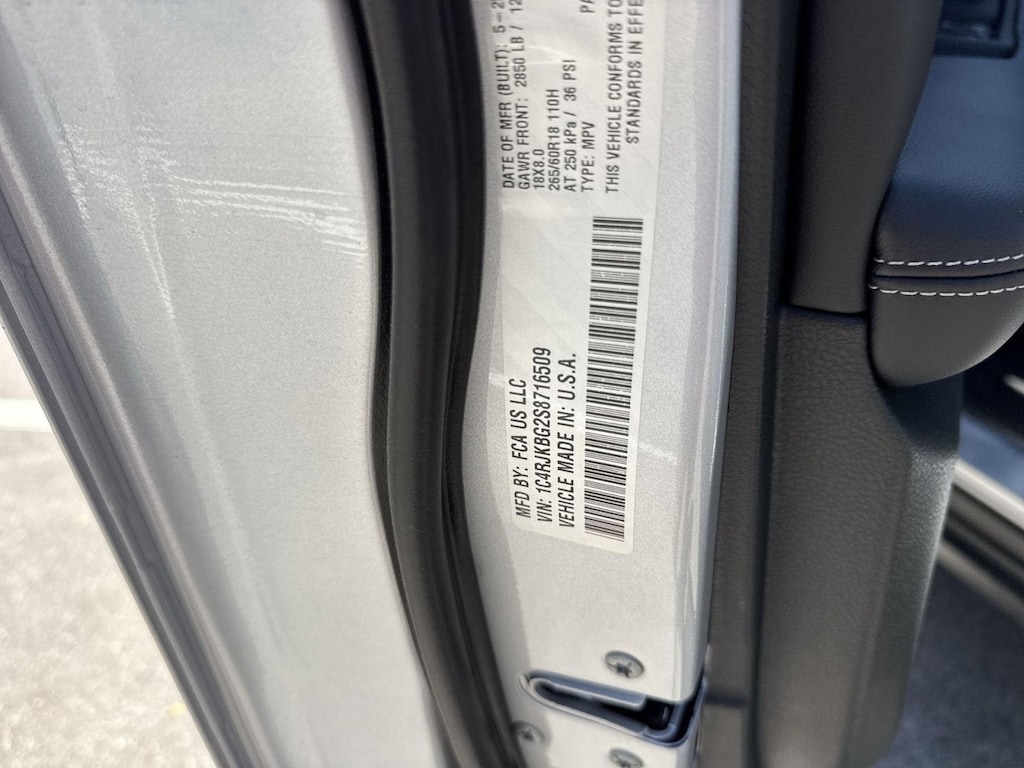 MFD BY: FCA US LLC
VIN: 1C4RJKBG2S8716509
VEHICLE MADE IN: U.S.A.
DATE OF MFR (BUILT): 5-2
GAWR FRONT: 2850 LB / 12
18X8.0
265/60R18 110H
AT 250 kPa / 36 PSI
TYPE: MPV PA
THIS VEHICLE CONFORMS TO
STANDARDS IN EFFE